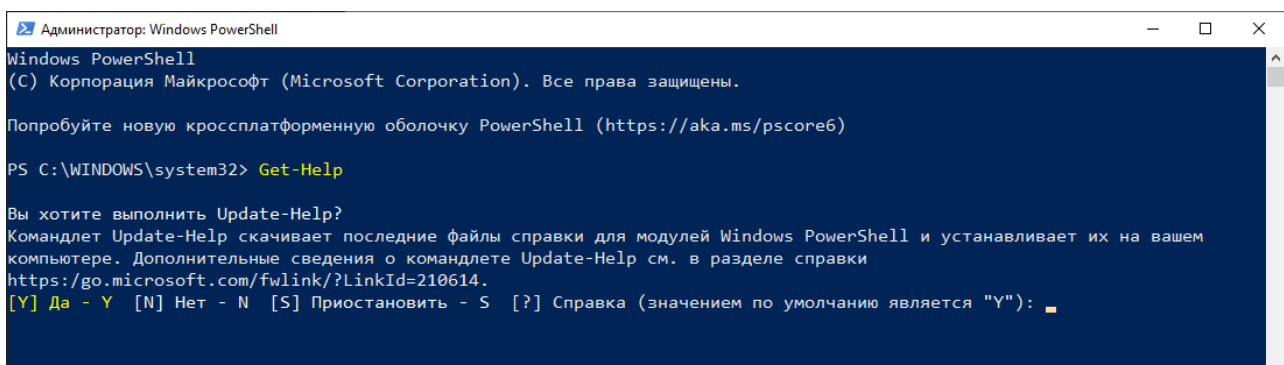 Администратор: Windows PowerShell
Windows PowerShell
(C) Корпорация Майкрософт (Microsoft Corporation). Все права защищены.
Попробуйте новую кроссплатформенную оболочку PowerShell (https://aka.ms/pscore6)
PS C:\WINDOWS\system32> Get-Help
Вы хотите выполнить Update-Help?
Командлет Update-Help скачивает последние файлы справки для модулей Windows PowerShell и устанавливает их на вашем
компьютере. Дополнительные сведения о командлете Update-Help см. в разделе справки
https:/go.microsoft.com/fwlink/?LinkId=210614.
[Y] Да - Y  [N] Нет - N  [S] Приостановить - S  [?] Справка (значением по умолчанию является "Y"):